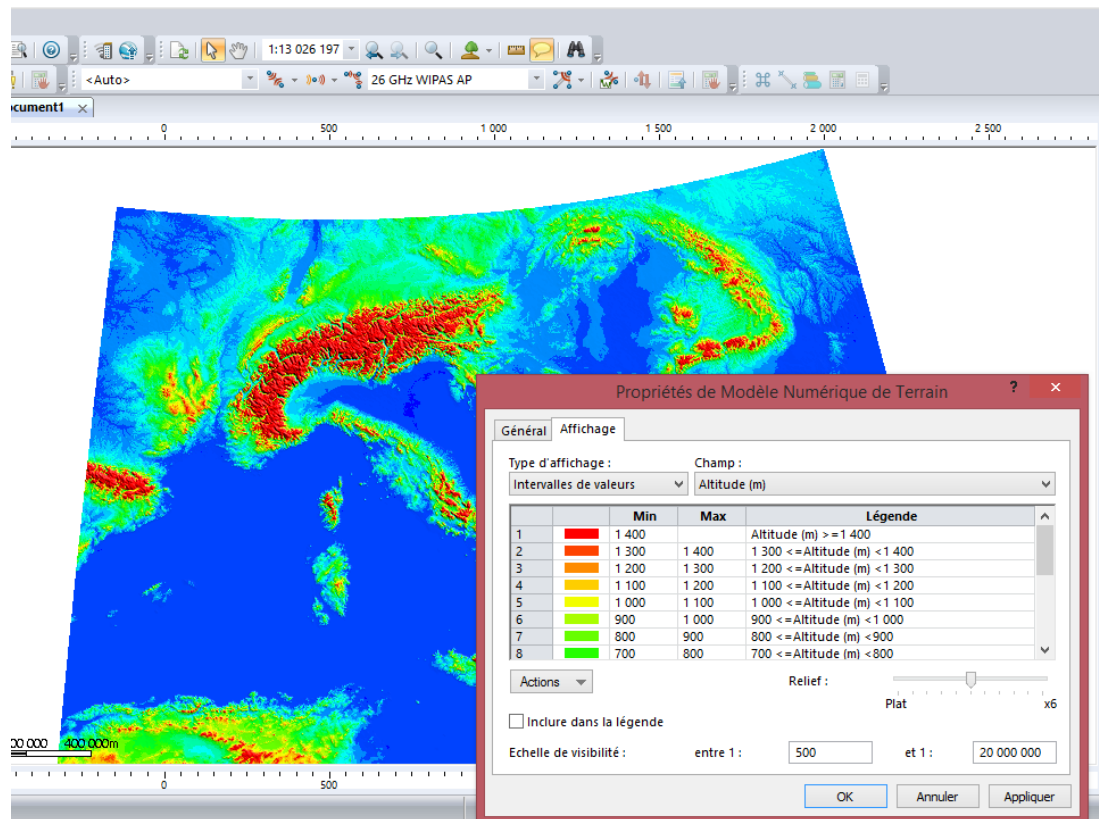 1:13 026 197
<Auto>
26 GHz WIPAS AP
ocument1
0 500 1 000 1 500 2 000 2 500
Propriétés de Modèle Numérique de Terrain ? ×
Général Affichage
Type d'affichage : Champ :
Intervalles de valeurs Altitude (m)
Min Max Légende
1 1 400 Altitude (m) >=1 400
2 1 300 1 400 1 300 <=Altitude (m) <1 400
3 1 200 1 300 1 200 <=Altitude (m) <1 300
4 1 100 1 200 1 100 <=Altitude (m) <1 200
5 1 000 1 100 1 000 <=Altitude (m) <1 100
6 900 1 000 900 <=Altitude (m) <1 000
7 800 900 800 <=Altitude (m) <900
8 700 800 700 <=Altitude (m) <800
Actions Relief :
Plat x6
Inclure dans la légende
Echelle de visibilité : entre 1 : 500 et 1 : 20 000 000
OK Annuler Appliquer
00 000 400 000m
0 500